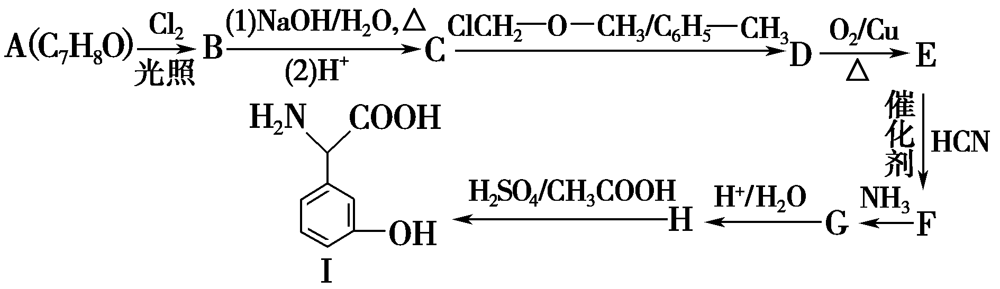 A(C₇H₈O) Cl₂ 光照 B (1)NaOH/H₂O,△ (2)H⁺ C ClCH₂—O—CH₃/C₆H₅—CH₃ D O₂/Cu △ E
催化剂 HCN
H₂N COOH
OH
I
H₂SO₄/CH₃COOH H H⁺/H₂O G NH₃ F